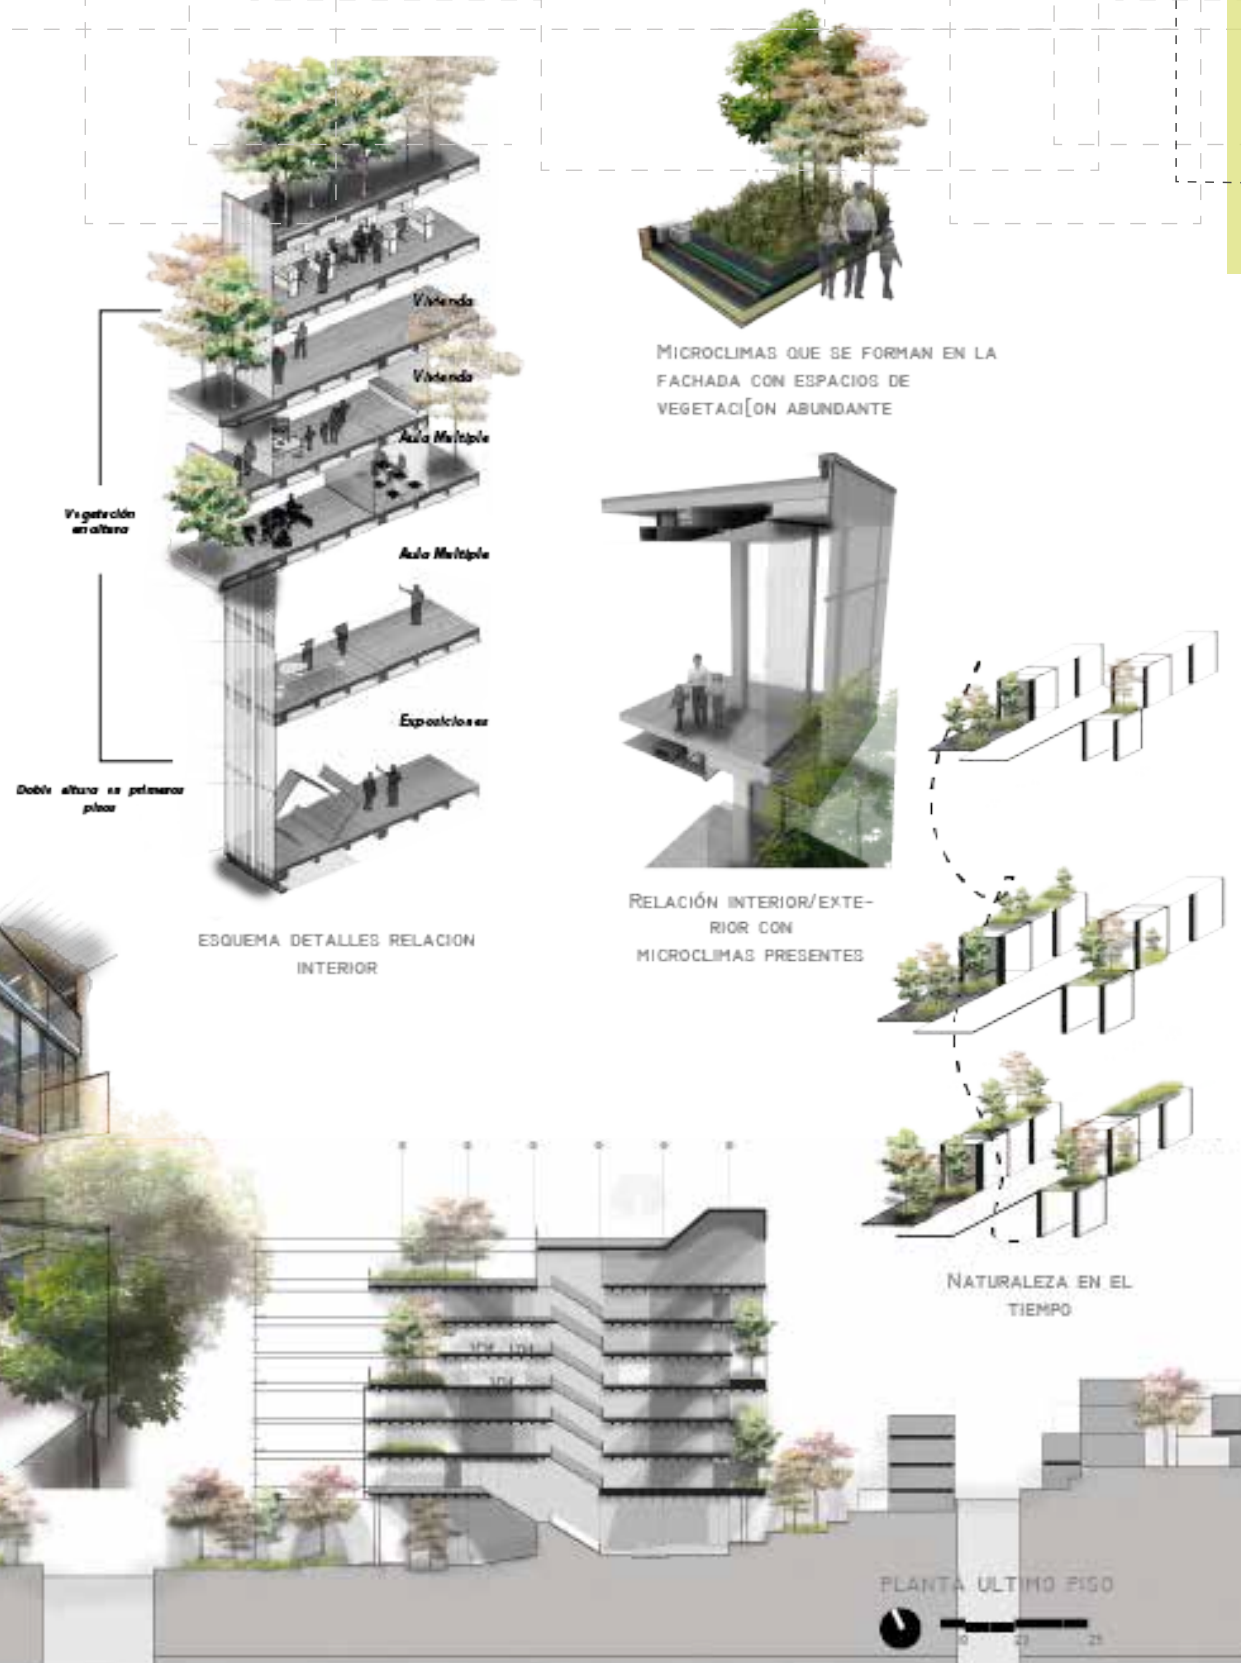 Vivienda
Vivienda
Aula Multiple
Vegetación
en altura
Aula Multiple
Exposiciones
Doble altura en primeros
pisos
ESQUEMA DETALLES RELACION
INTERIOR
MICROCLIMAS QUE SE FORMAN EN LA
FACHADA CON ESPACIOS DE
VEGETACI[ON ABUNDANTE
RELACIÓN INTERIOR/EXTE-
RIOR CON
MICROCLIMAS PRESENTES
NATURALEZA EN EL
TIEMPO
PLANTA ULTIMO PISO
25